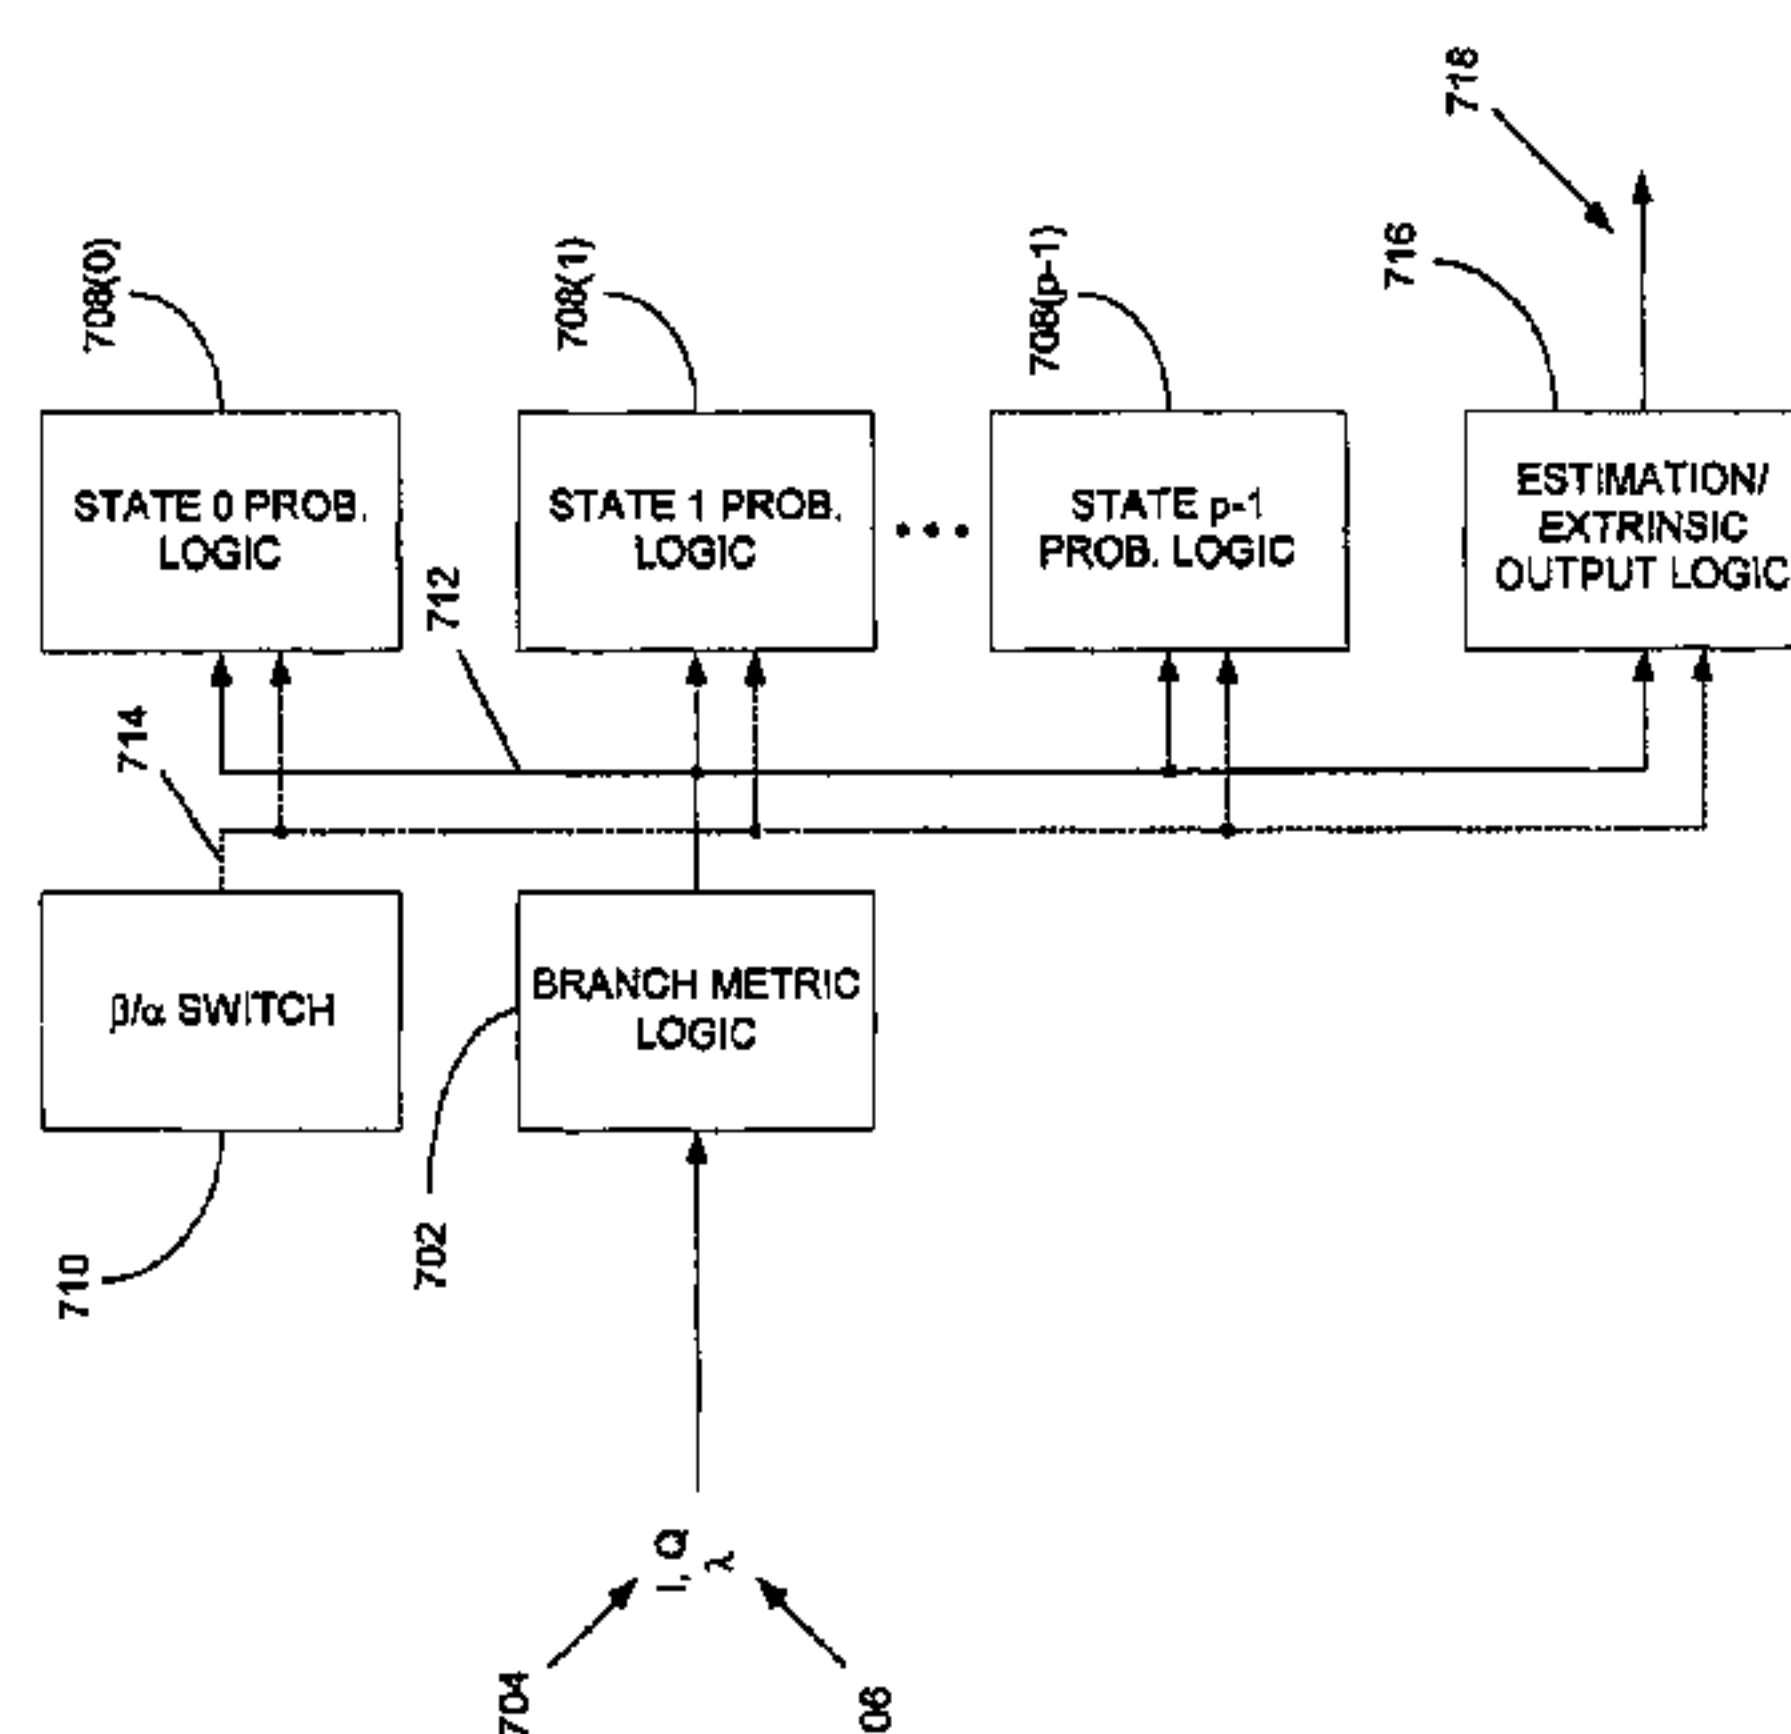 708(0)
708(1)
708(p-1)
716
718
STATE 0 PROB.
LOGIC
STATE 1 PROB.
LOGIC
• • •
STATE p-1
PROB. LOGIC
ESTIMATION/
EXTRINSIC
OUTPUT LOGIC
712
714
β/α SWITCH
BRANCH METRIC
LOGIC
710
702
I, Q
λ
704
06